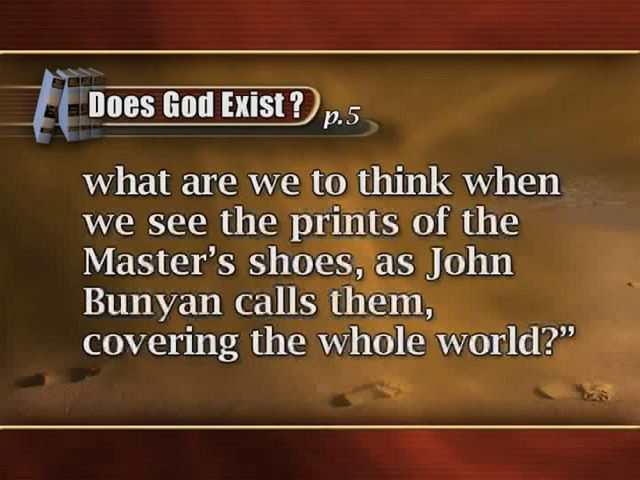 Does God Exist?
p.5
what are we to think when
we see the prints of the
Master's shoes, as John
Bunyan calls them,
covering the whole world?”